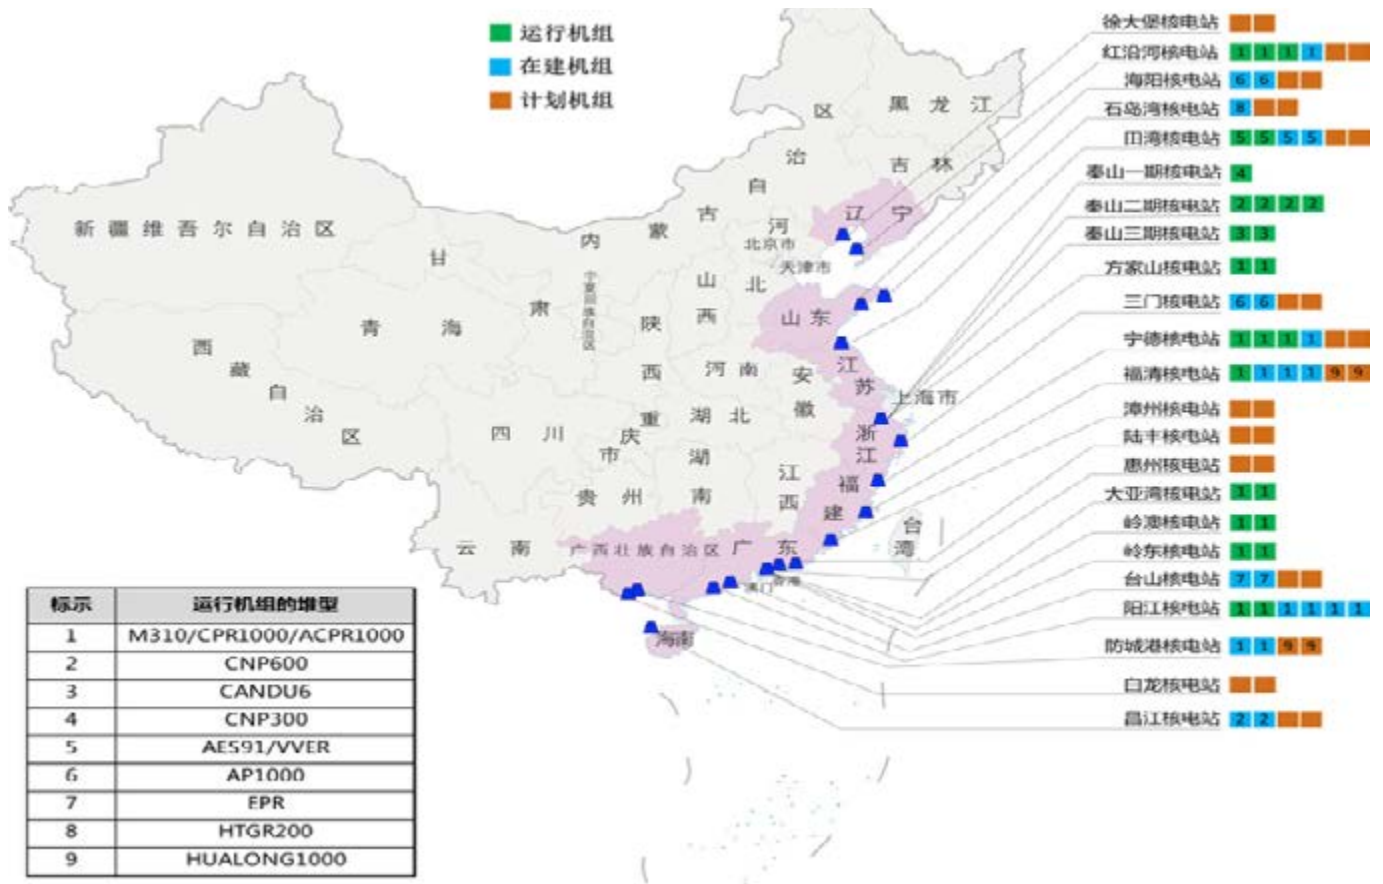 运行机组
在建机组
计划机组
徐大堡核电站
红沿河核电站 1 1 1 1
海阳核电站 6 6
石岛湾核电站 8
田湾核电站 5 5 5 5
秦山一期核电站 4
秦山二期核电站 2 2 2 2
秦山三期核电站 3 3
方家山核电站 1 1
三门核电站 6 6
宁德核电站 1 1 1 1
福清核电站 1 1 1 1 9 9
漳州核电站
陆丰核电站
惠州核电站
大亚湾核电站 1 1
岭澳核电站 1 1
岭东核电站 1 1
台山核电站 7 7
阳江核电站 1 1 1 1 1 1
防城港核电站 1 1 9 9
白龙核电站
昌江核电站 2 2
黑龙江
吉林
辽宁
内蒙古自治区
新疆维吾尔自治区
甘肃
青海
西藏自治区
宁夏回族自治区
北京市
天津市
河北
山西
山东
陕西
河南
江苏
安徽
上海市
湖北
重庆市
四川
浙江
湖南
江西
贵州
福建
云南
广西壮族自治区
广东
台湾
香港
澳门
海南
标示 运行机组的堆型
1 M310/CPR1000/ACPR1000
2 CNP600
3 CANDU6
4 CNP300
5 AES91/VVER
6 AP1000
7 EPR
8 HTGR200
9 HUALONG1000